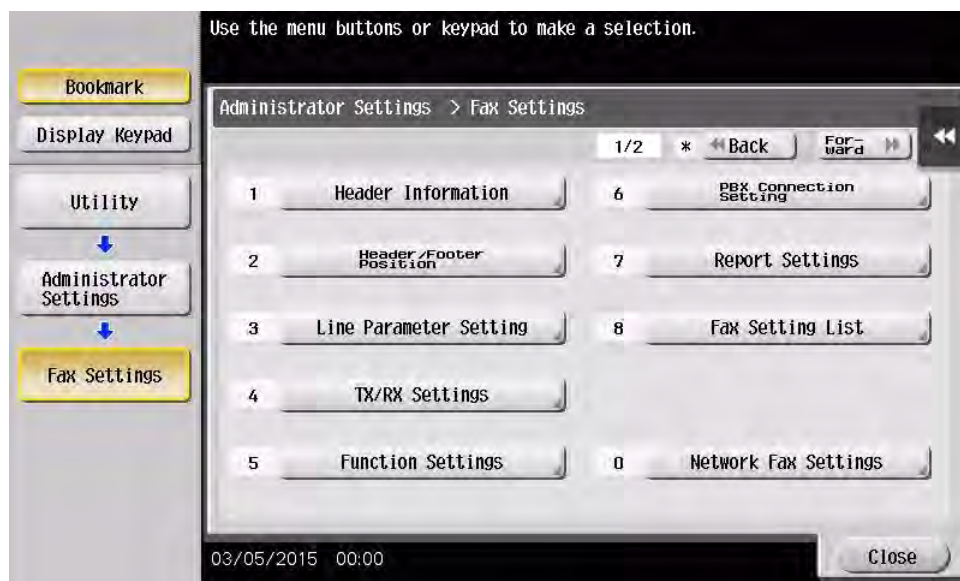 Use the menu buttons or keypad to make a selection.
Bookmark
Display Keypad
Utility
Administrator
Settings
Fax Settings
Administrator Settings > Fax Settings
1/2 * Back For-
ward
1 Header Information
2 Header/Footer
Position
3 Line Parameter Setting
4 TX/RX Settings
5 Function Settings
6 PBX Connection
Setting
7 Report Settings
8 Fax Setting List
0 Network Fax Settings
03/05/2015 00:00
Close